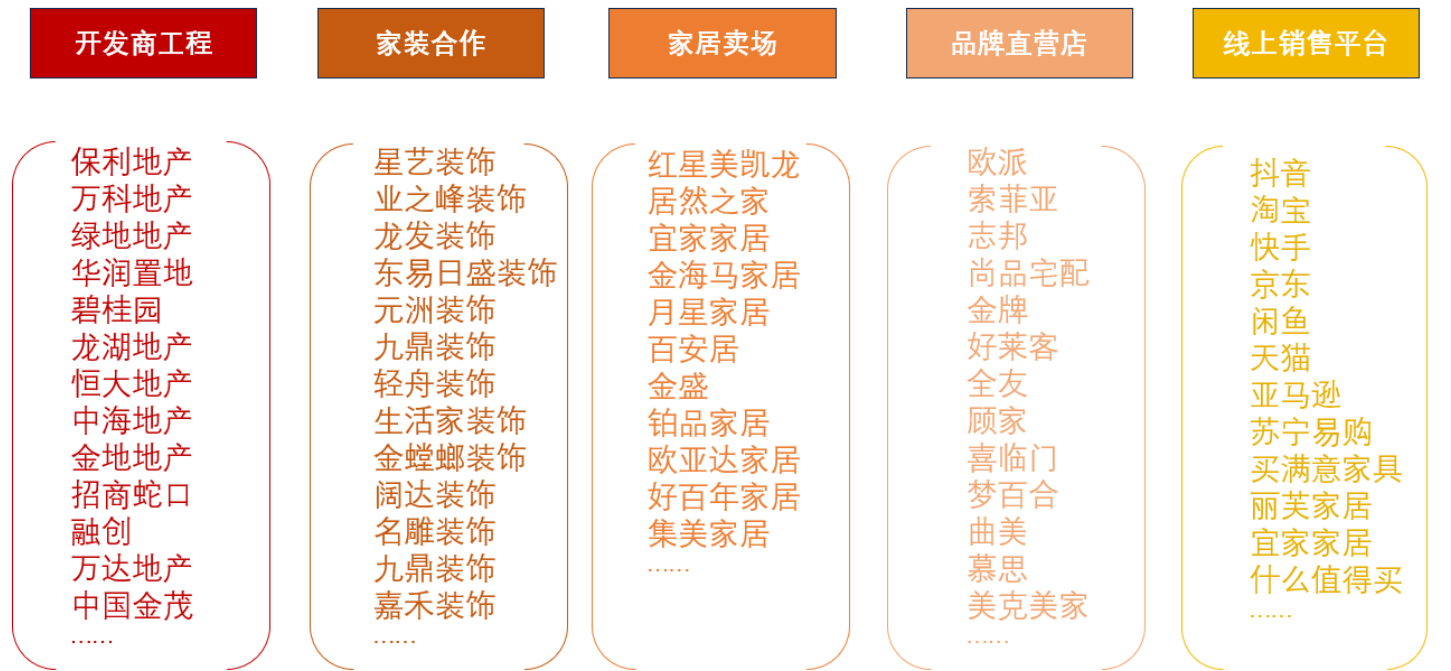 开发商工程
保利地产
万科地产
绿地地产
华润置地
碧桂园
龙湖地产
恒大地产
中海地产
金地地产
招商蛇口
融创
万达地产
中国金茂
……
家装合作
星艺装饰
业之峰装饰
龙发装饰
东易日盛装饰
元洲装饰
九鼎装饰
轻舟装饰
生活家装饰
金螳螂装饰
阔达装饰
名雕装饰
九鼎装饰
嘉禾装饰
……
家居卖场
红星美凯龙
居然之家
宜家家居
金海马家居
月星家居
百安居
金盛
铂品家居
欧亚达家居
好百年家居
集美家居
……
品牌直营店
欧派
索菲亚
志邦
尚品宅配
金牌
好莱客
全友
顾家
喜临门
梦百合
曲美
慕思
美克美家
……
线上销售平台
抖音
淘宝
快手
京东
闲鱼
天猫
亚马逊
苏宁易购
买满意家具
丽芙家居
宜家家居
什么值得买
……